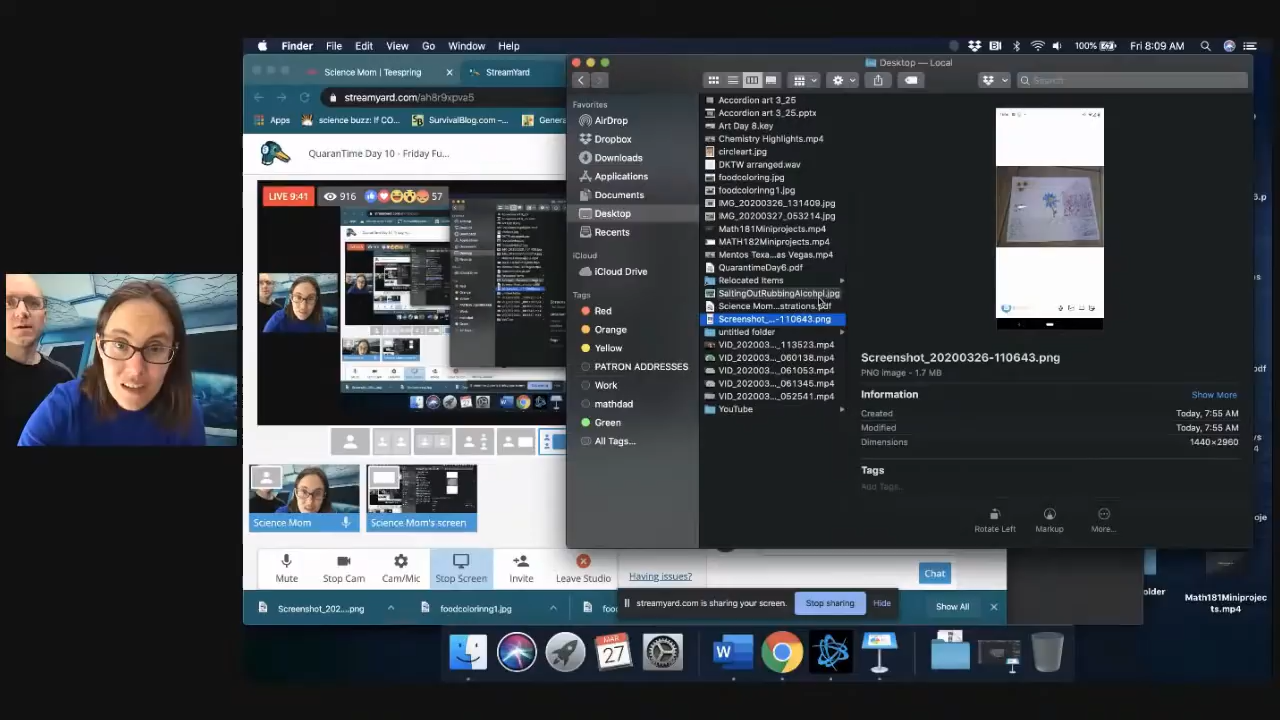 Finder File Edit View Go Window Help
100% Fri 8:09 AM
Science Mom | Teespring
StreamYard
streamyard.com/ah8r9xpva5
Apps
science buzz: If CO...
SurvivalBlog.com –...
QuaranTime Day 10 - Friday Fu...
LIVE 9:41
916
57
Science Mom
Science Mom's screen
Mute
Stop Cam
Cam/Mic
Stop Screen
Invite
Leave Studio
Having issues?
Chat
Screenshot_202....png
foodcolorinng1.jpg
Show All
streamyard.com is sharing your screen.
Stop sharing
Hide
Desktop — Local
Search
Favorites
AirDrop
Dropbox
Downloads
Applications
Documents
Desktop
Recents
iCloud
iCloud Drive
Tags
Red
Orange
Yellow
PATRON ADDRESSES
Work
mathdad
Green
All Tags...
Accordion art 3_25
Accordion art 3_25.pptx
Art Day 8.key
Chemistry Highlights.mp4
circleart.jpg
DKTW arranged.wav
foodcoloring.jpg
foodcolorinng1.jpg
IMG_20200326_131409.jpg
IMG_20200327_053214.jpg
Math181Miniprojects.mp4
MATH182Miniprojects.mp4
Mentos Texa...as Vegas.mp4
QuarantimeDay6.pdf
Relocated Items
SaltingOutRubbingAlcohol.jpg
Science Mom...strations.pdf
Screenshot_...-110643.png
untitled folder
VID_202003..._113523.mp4
VID_202003..._060138.mp4
VID_202003..._061053.mp4
VID_202003..._061345.mp4
VID_202003..._052541.mp4
YouTube
Screenshot_20200326-110643.png
PNG image - 1.7 MB
Information
Show More
Created
Today, 7:55 AM
Modified
Today, 7:55 AM
Dimensions
1440×2960
Tags
Add Tags...
Rotate Left
Markup
More...
Math181Miniprojec
ts.mp4
MAR
27